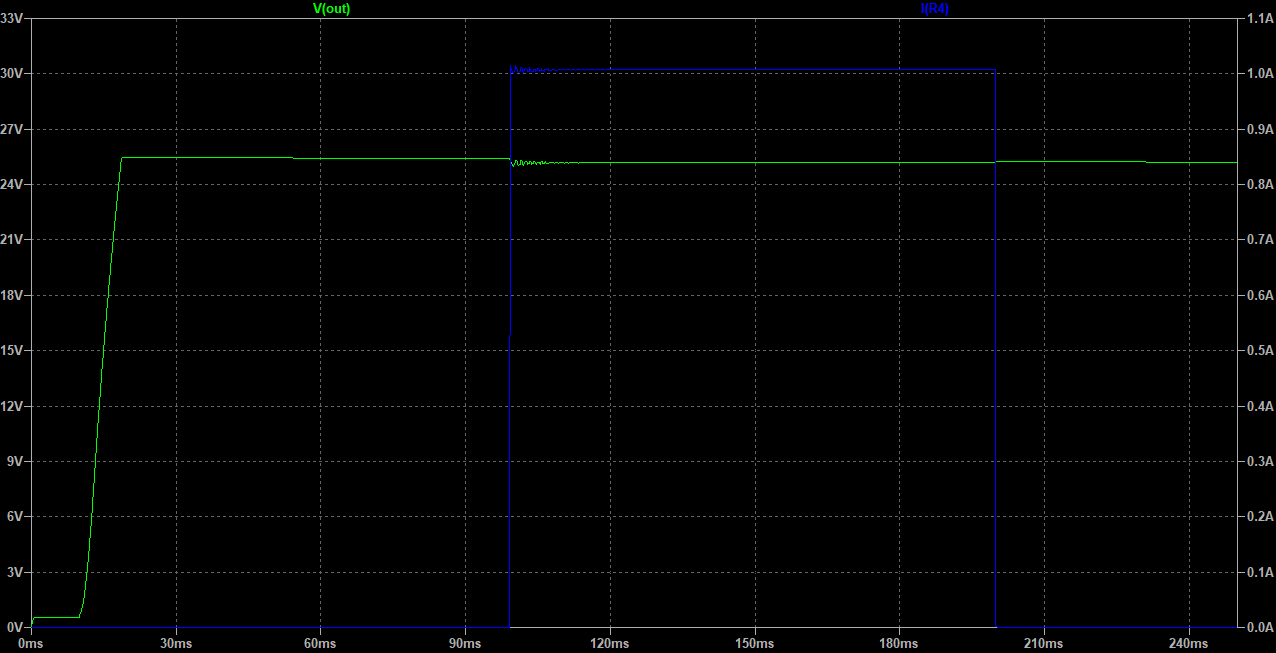 V(out) I(R4)
33V 1.1A
30V 1.0A
27V 0.9A
24V 0.8A
21V 0.7A
18V 0.6A
15V 0.5A
12V 0.4A
9V 0.3A
6V 0.2A
3V 0.1A
0V 0.0A
0ms 30ms 60ms 90ms 120ms 150ms 180ms 210ms 240ms